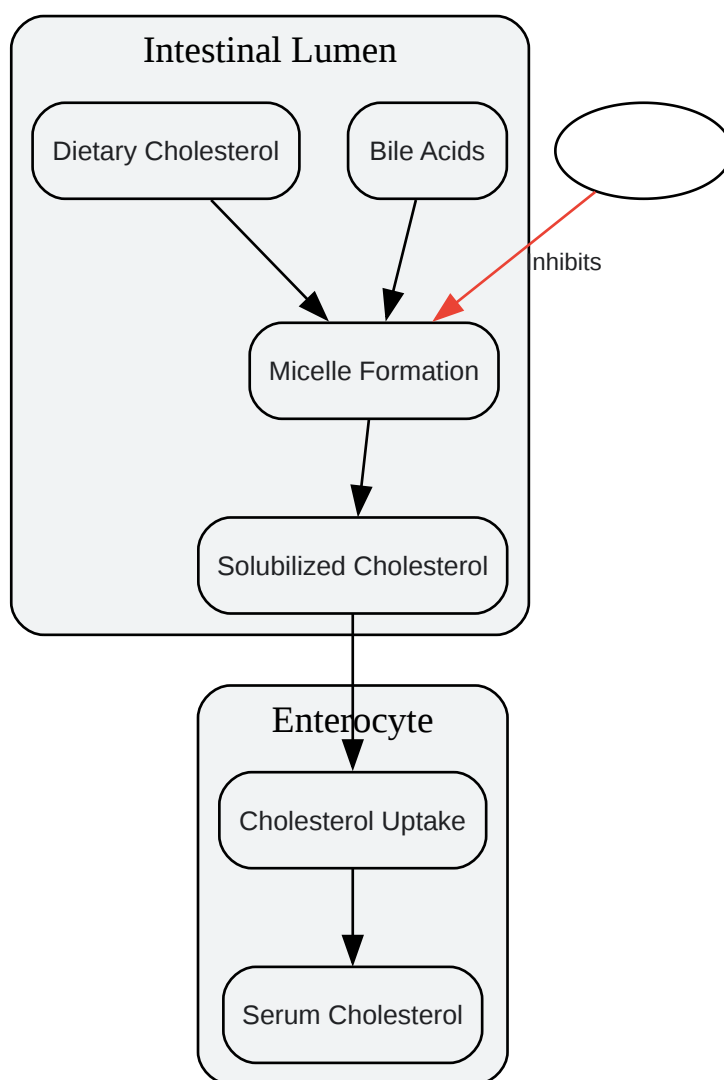 Intestinal Lumen
Dietary Cholesterol
Bile Acids
nhibits
Micelle Formation
Solubilized Cholesterol
Enterocyte
Cholesterol Uptake
Serum Cholesterol